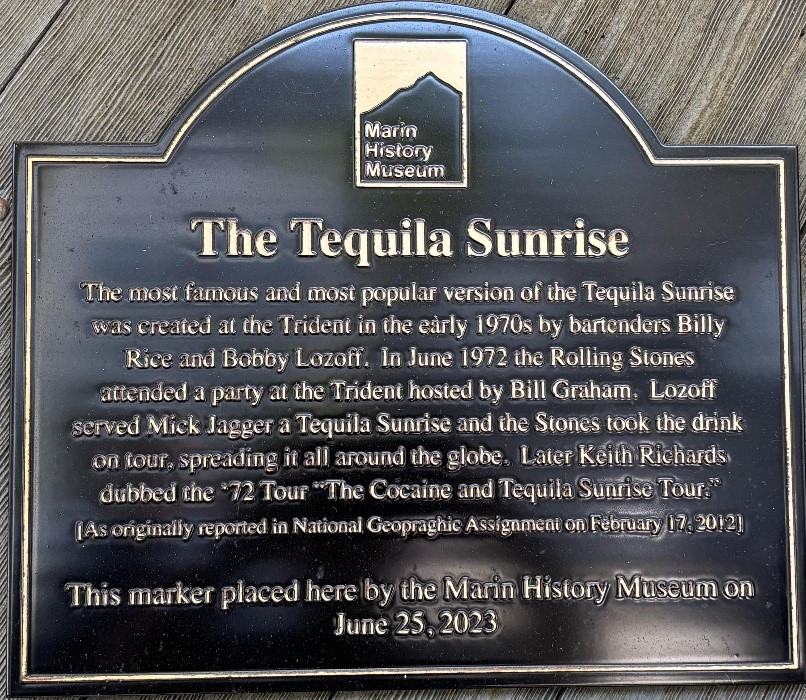 Marin
History
Museum
The Tequila Sunrise
The most famous and most popular version of the Tequila Sunrise
was created at the Trident in the early 1970s by bartenders Billy
Rice and Bobby Lozoff. In June 1972 the Rolling Stones
attended a party at the Trident hosted by Bill Graham. Lozoff
served Mick Jagger a Tequila Sunrise and the Stones took the drink
on tour, spreading it all around the globe. Later Keith Richards
dubbed the '72 Tour "The Cocaine and Tequila Sunrise Tour."
[As originally reported in National Geopraghic Assignment on February 17, 2012]
This marker placed here by the Marin History Museum on
June 25, 2023